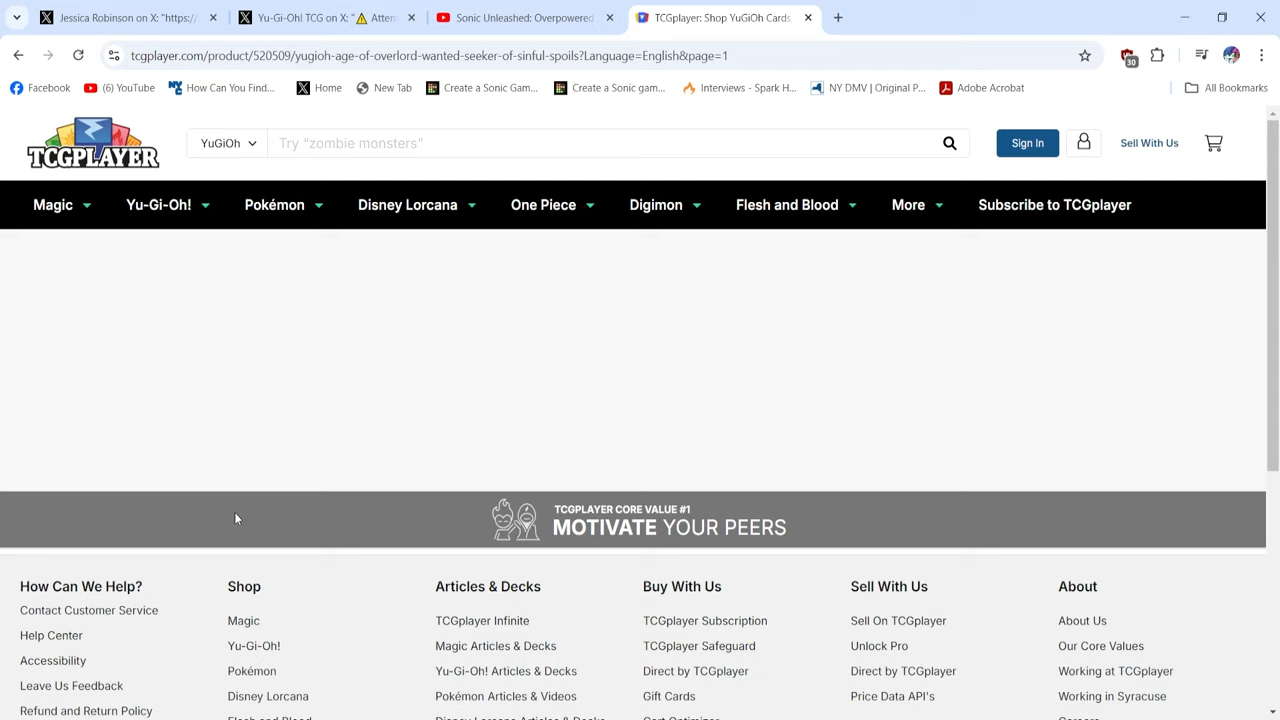 Jessica Robinson on X: "https://
Yu-Gi-Oh! TCG on X: "⚠️ Atten
Sonic Unleashed: Overpowered
TCGplayer: Shop YuGiOh Cards,
tcgplayer.com/product/520509/yugioh-age-of-overlord-wanted-seeker-of-sinful-spoils?Language=English&page=1
30
Facebook
(6) YouTube
How Can You Find...
Home
New Tab
Create a Sonic Gam...
Create a Sonic gam...
Interviews - Spark H...
NY DMV | Original P...
Adobe Acrobat
All Bookmarks
TCGPLAYER
YuGiOh
Try "zombie monsters"
Sign In
Sell With Us
Magic
Yu-Gi-Oh!
Pokémon
Disney Lorcana
One Piece
Digimon
Flesh and Blood
More
Subscribe to TCGplayer
TCGPLAYER CORE VALUE #1
MOTIVATE YOUR PEERS
How Can We Help?
Contact Customer Service
Help Center
Accessibility
Leave Us Feedback
Refund and Return Policy
Shop
Magic
Yu-Gi-Oh!
Pokémon
Disney Lorcana
Flesh and Blood
Articles & Decks
TCGplayer Infinite
Magic Articles & Decks
Yu-Gi-Oh! Articles & Decks
Pokémon Articles & Videos
Disney Lorcana Articles & Decks
Buy With Us
TCGplayer Subscription
TCGplayer Safeguard
Direct by TCGplayer
Gift Cards
Cart Optimizer
Sell With Us
Sell On TCGplayer
Unlock Pro
Direct by TCGplayer
Price Data API's
About
About Us
Our Core Values
Working at TCGplayer
Working in Syracuse
Careers